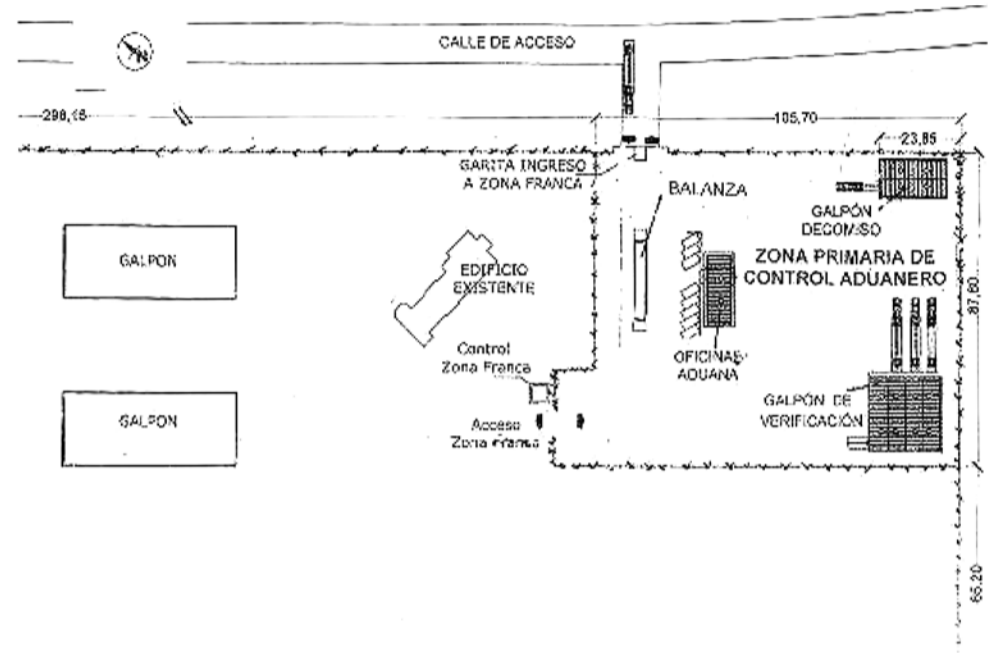 CALLE DE ACCESO
N
298,15
105,70
23,85
GARITA INGRESO
A ZONA FRANCA
BALANZA
GALPÓN
DECOMISO
ZONA PRIMARIA DE
CONTROL ADUANERO
GALPON
EDIFICIO
EXISTENTE
87,60
OFICINAS
ADUANA
Control
Zona Franca
GALPÓN DE
VERIFICACIÓN
GALPON
Acceso
Zona Franca
65,20